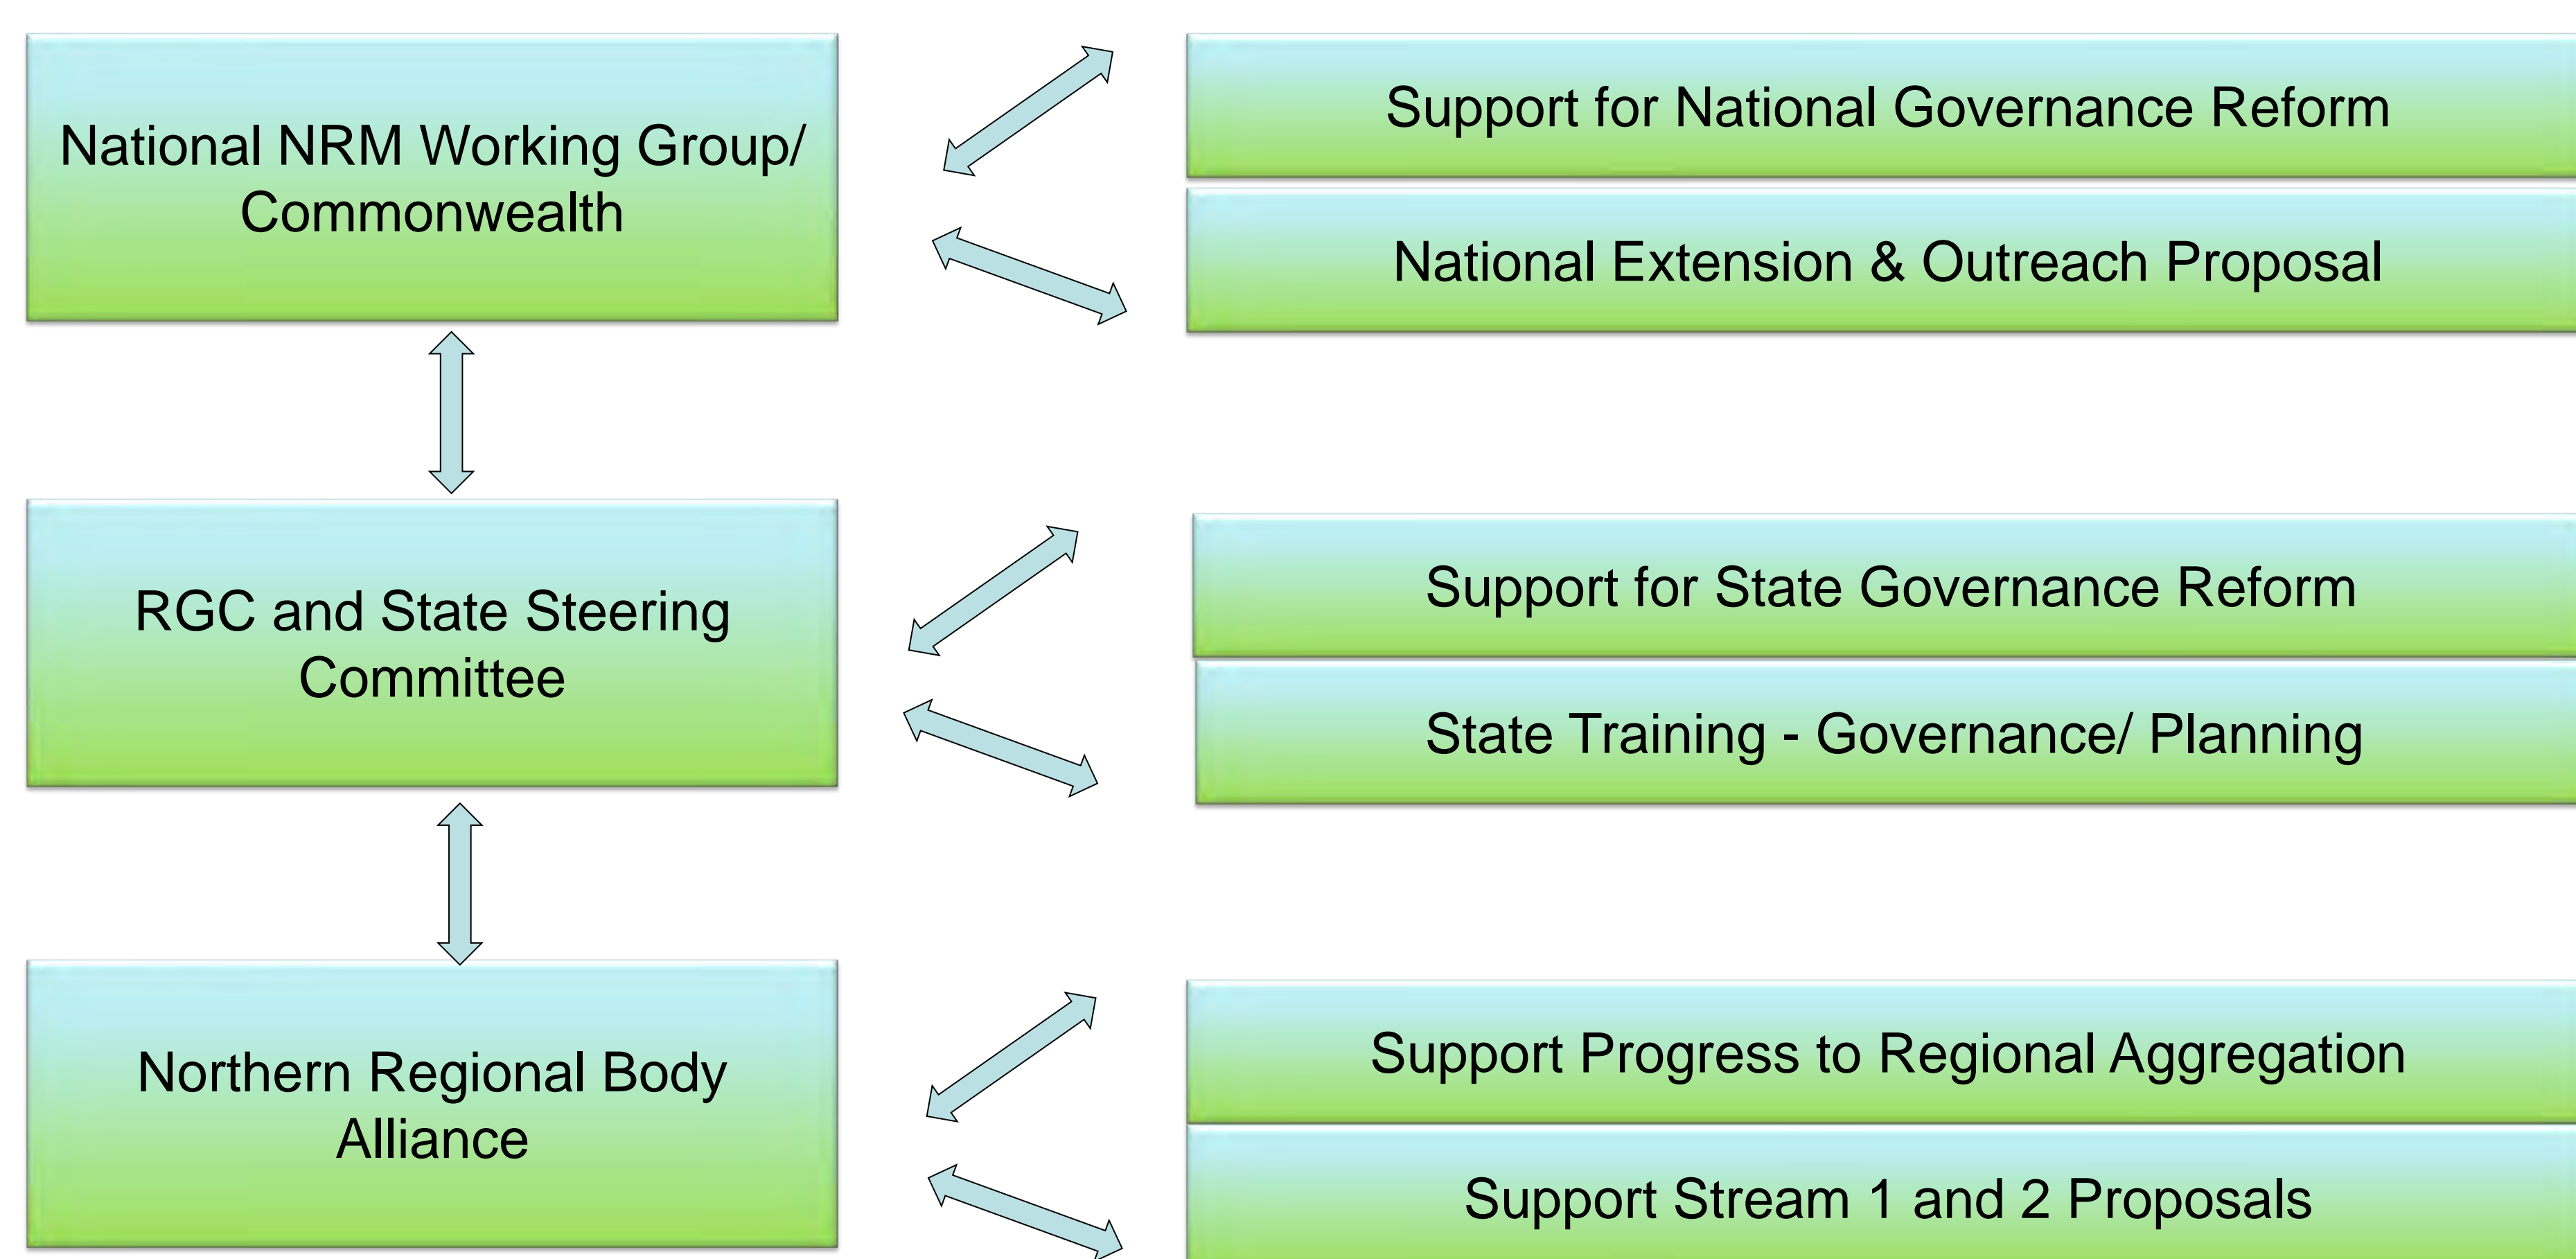 National NRM Working Group/
Commonwealth
Support for National Governance Reform
National Extension & Outreach Proposal
RGC and State Steering
Committee
Support for State Governance Reform
State Training - Governance/ Planning
Northern Regional Body
Alliance
Support Progress to Regional Aggregation
Support Stream 1 and 2 Proposals